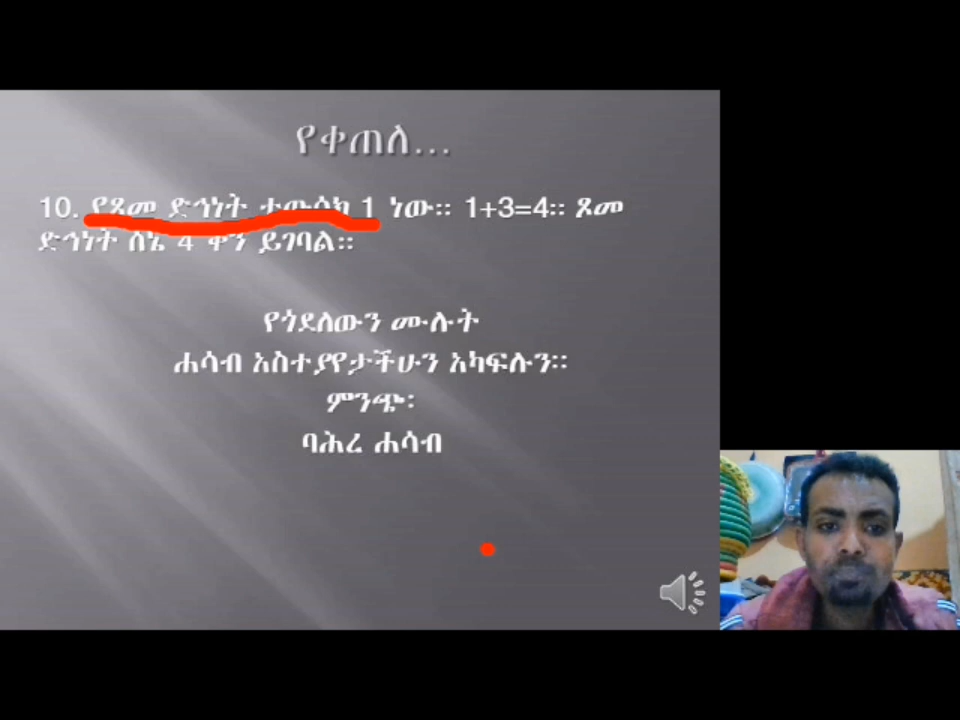 የቀጠለ...
10. የጾመ ድኅነት ተውሳክ 1 ነው። 1+3=4። ጾመ
ድኅነት ሰኔ 4 ቀን ይገባል።
የጎደለውን ሙሉት
ሐሳብ አስተያየታችሁን አካፍሉን።
ምንጭ፡
ባሕረ ሐሳብ